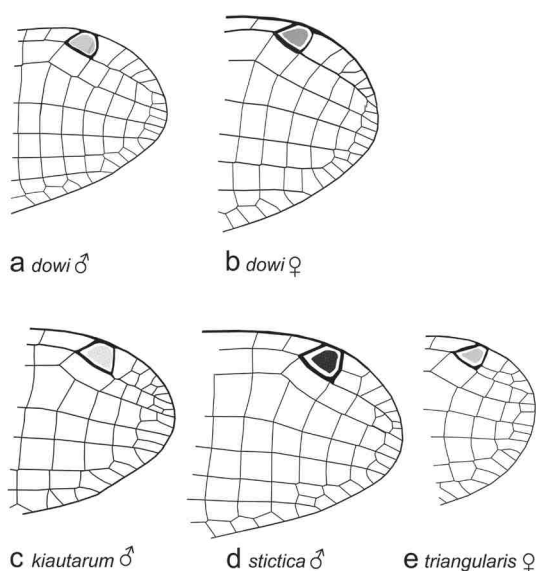 a dowi ♂ b dowi ♀
c kiautarum ♂ d stictica ♂ e triangularis ♀